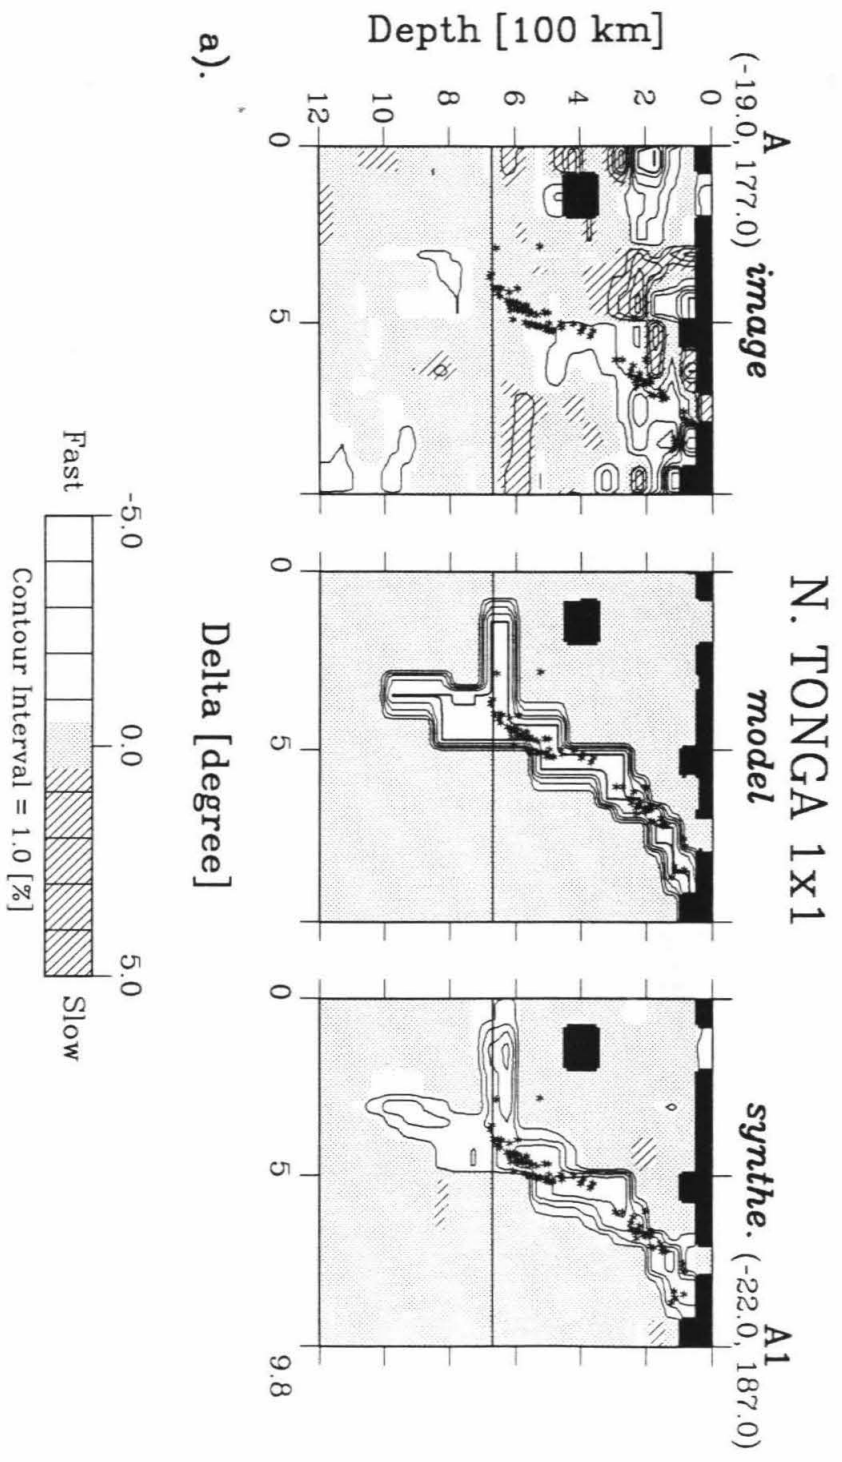 N. TONGA 1x1
A
A1
(-19.0, 177.0)
image
model
synthe.
(-22.0, 187.0)
Depth [100 km]
0
2
4
6
8
10
12
0
5
0
5
0
5
9.8
a).
Delta [degree]
-5.0
0.0
5.0
Fast
Slow
Contour Interval = 1.0 [%]